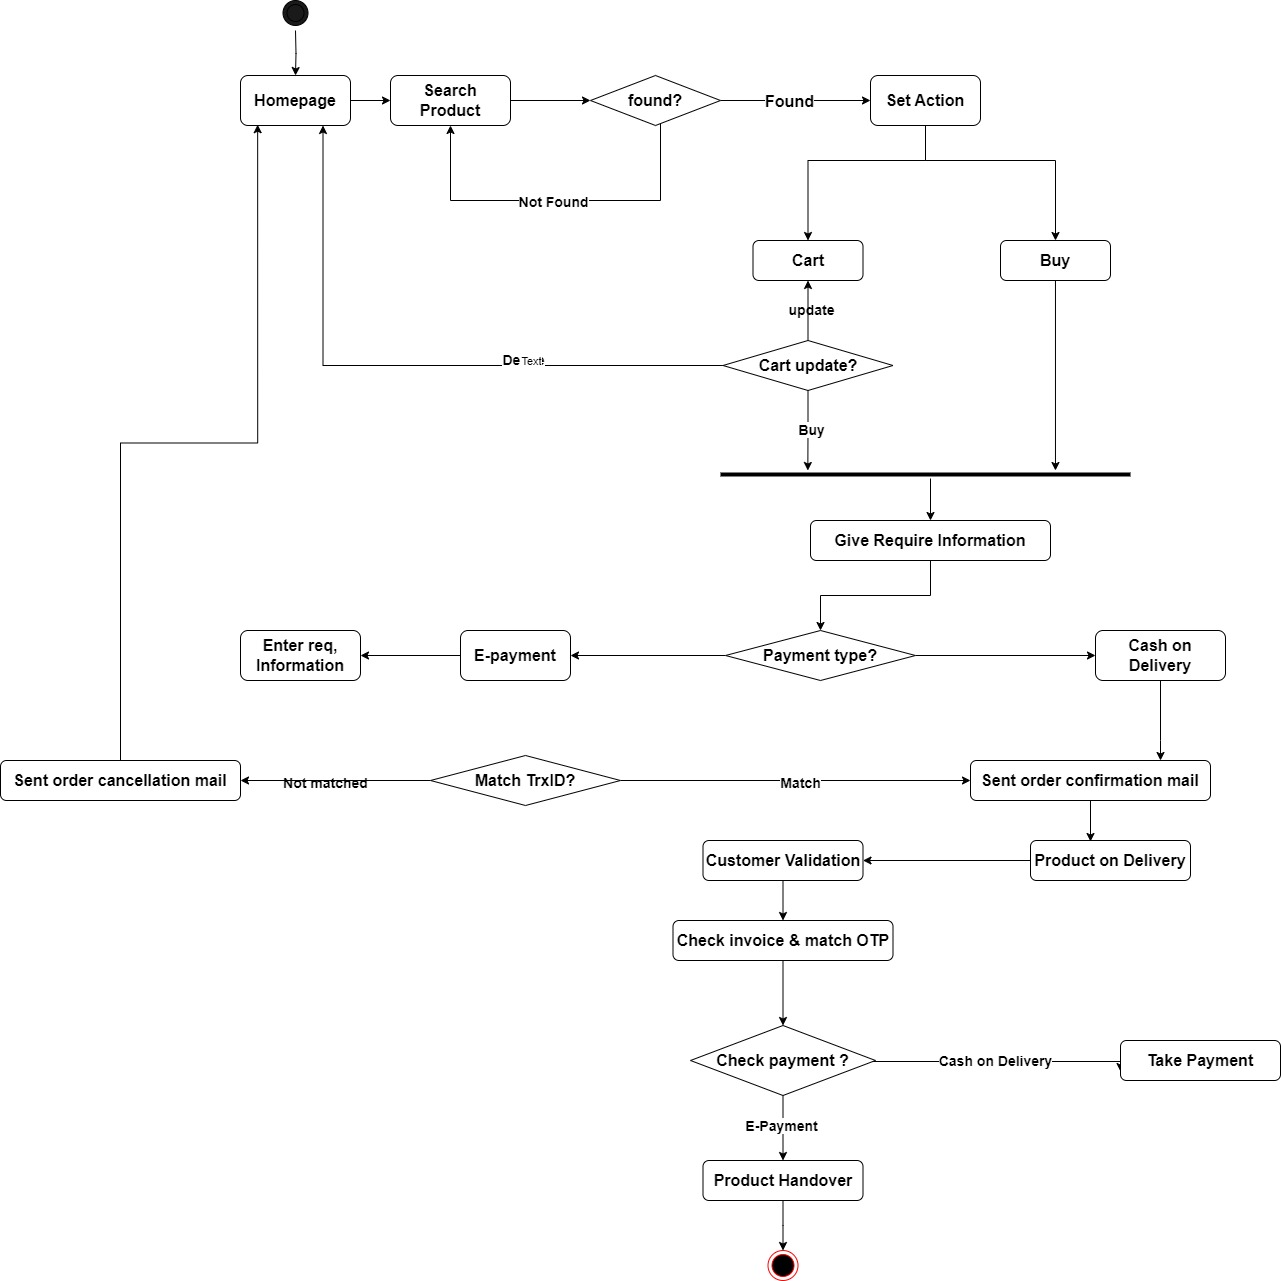 Homepage
Search
Product
found?
Found
Set Action
Not Found
Cart
Buy
update
Text
Cart update?
Buy
Give Require Information
Enter req,
Information
E-payment
Payment type?
Cash on
Delivery
Sent order cancellation mail
Not matched
Match TrxID?
Match
Sent order confirmation mail
Customer Validation
Product on Delivery
Check invoice & match OTP
Check payment ?
Cash on Delivery
Take Payment
E-Payment
Product Handover